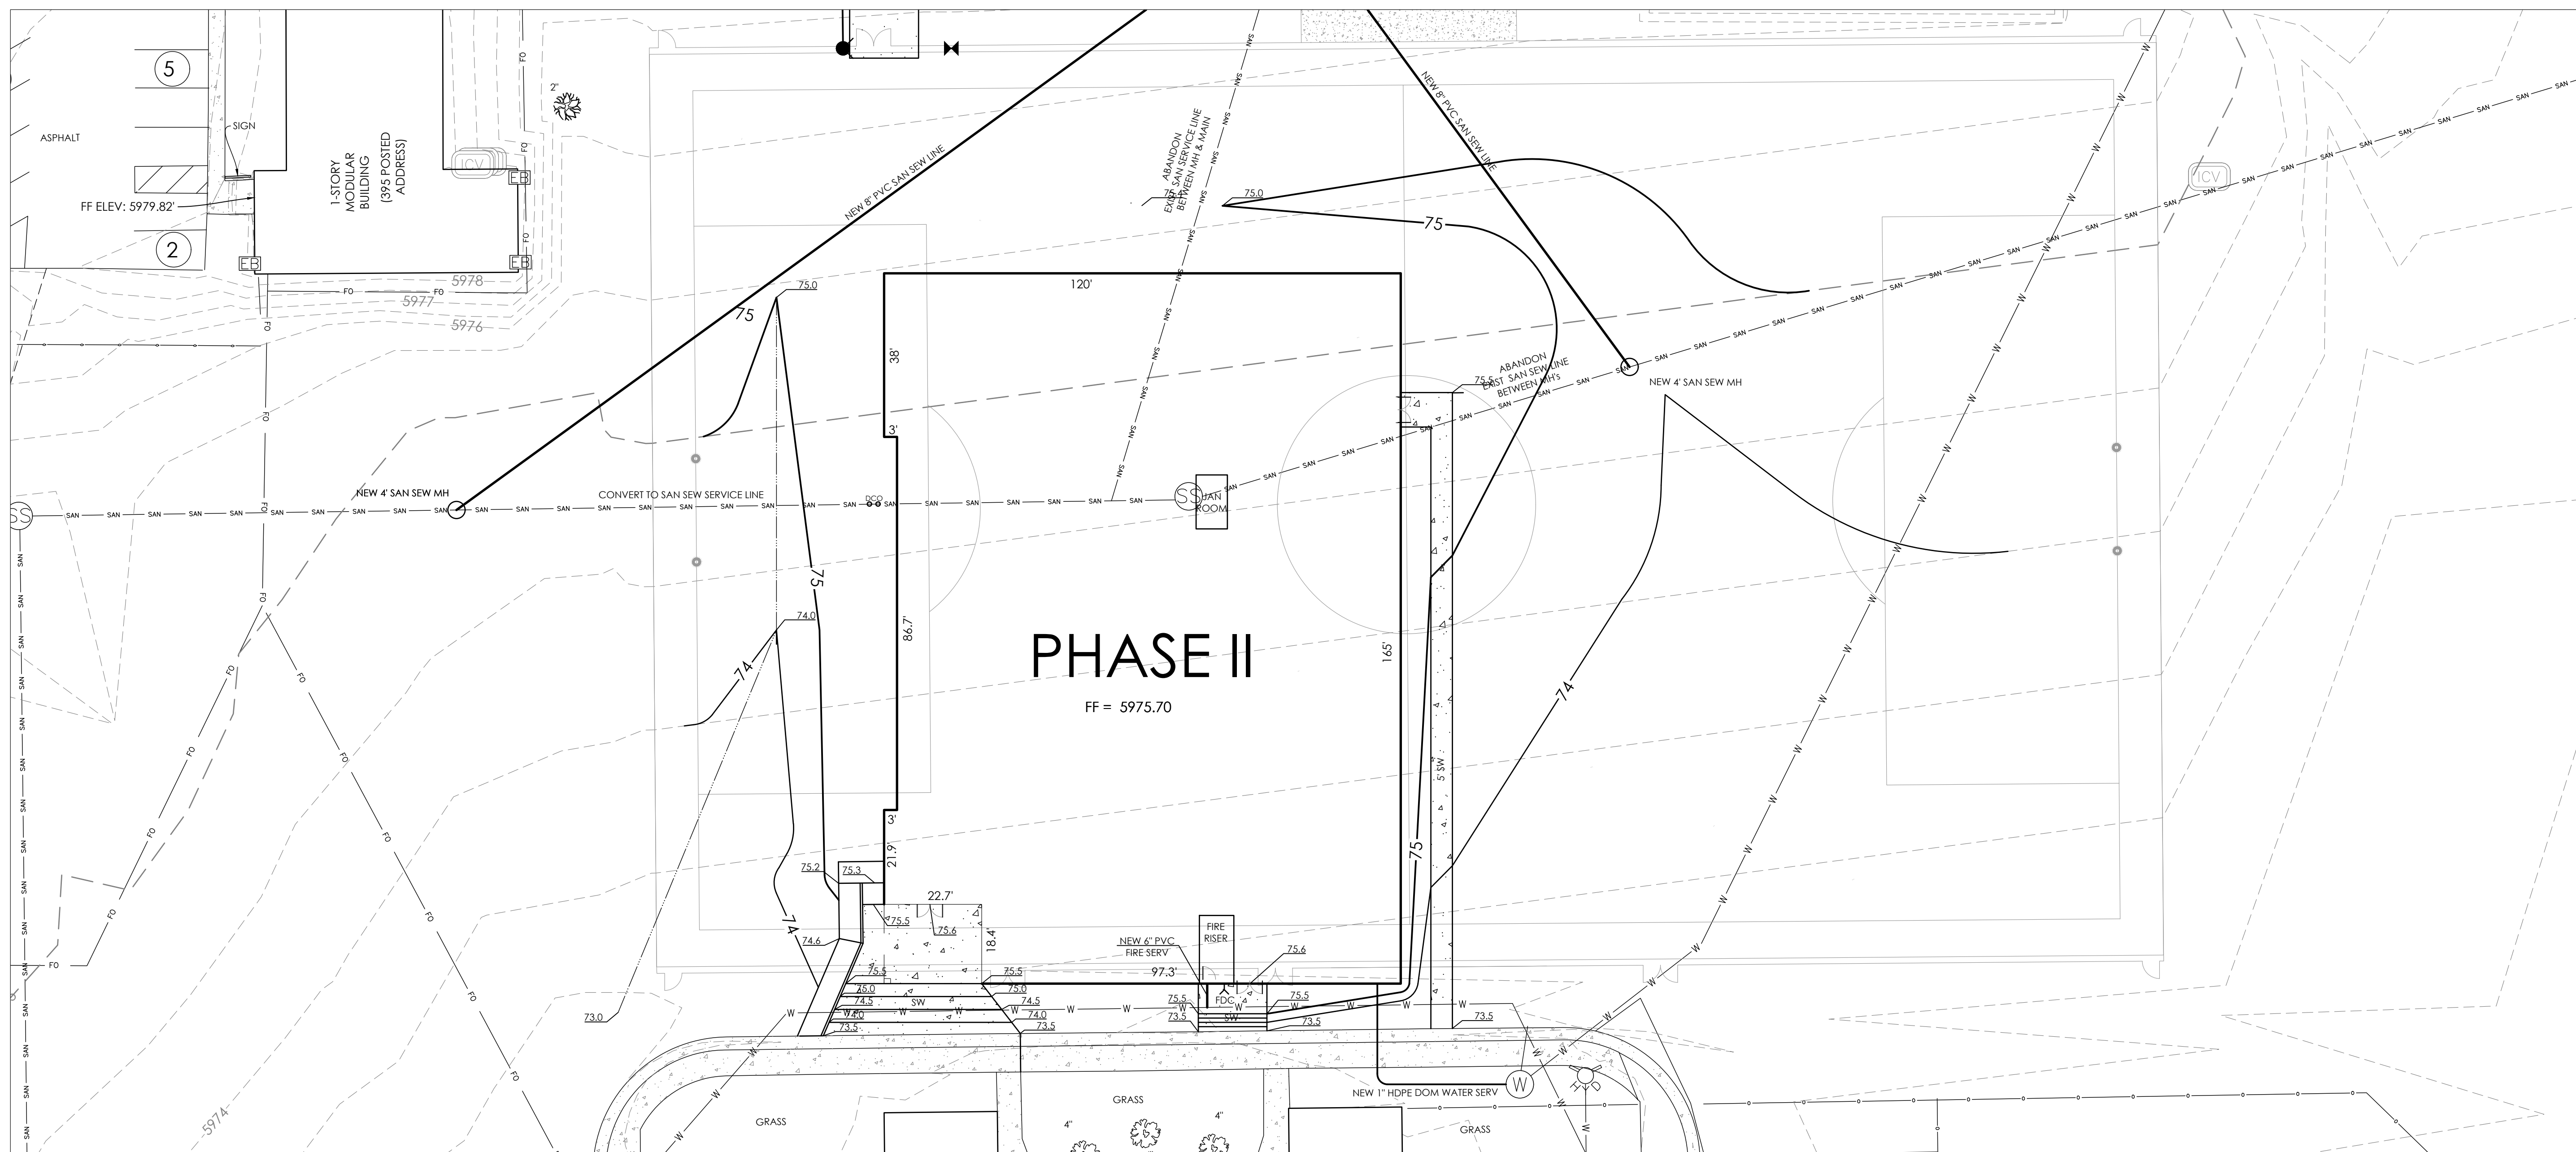 5
ASPHALT
SIGN
1-STORY
MODULAR
BUILDING
(395 POSTED
ADDRESS)
FF ELEV: 5979.82'
2
ICV
EB
EB
EB
5978
5977
5976
FO
FO
FO
FO
FO
2"
NEW 8" PVC SAN SEW LINE
NEW 8" PVC SAN SEW LINE
ABANDON
EXIST SAN SERVICE LINE
BETWEEN MH & MAIN
75.0
75
75.0
75
120'
38'
3'
ABANDON
EXIST SAN SEW LINE
BETWEEN MH's
75.5
NEW 4' SAN SEW MH
ICV
SAN
SAN
SAN
W
W
W
SS
NEW 4' SAN SEW MH
CONVERT TO SAN SEW SERVICE LINE
DCO
SS
JAN
ROOM
75
74.0
74
86.7'
165'
PHASE II
FF = 5975.70
74
5' SW
75
3'
21.9'
75.2
75.3
22.7'
75.5
75.6
18.4'
74
74.6
NEW 6" PVC
FIRE SERV
FIRE
RISER
75.6
97.3'
75.5
75.5
75.0
75.0
SW
74.5
74.5
74.0
74.0
73.5
73.5
73.0
75.5
FDC
75.5
SW
73.5
73.5
73.5
W
NEW 1" HDPE DOM WATER SERV
HYD
GRASS
GRASS
GRASS
4"
4"
5974